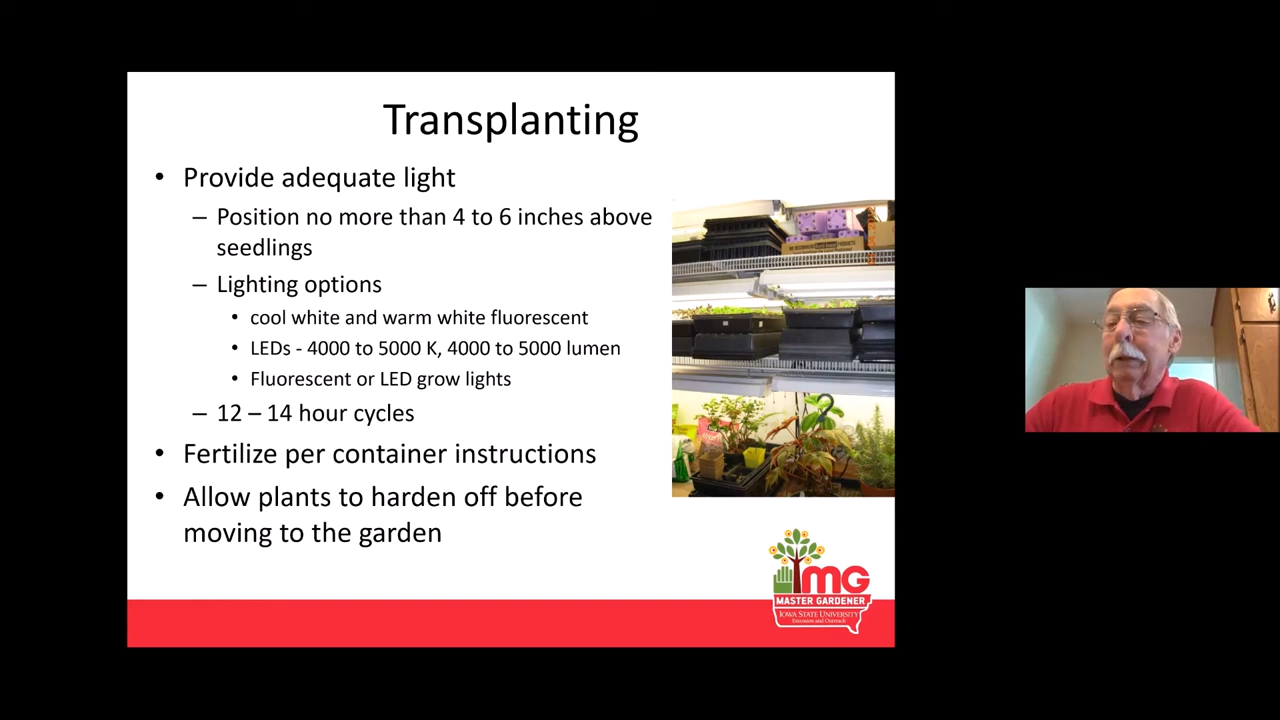 Transplanting
• Provide adequate light
– Position no more than 4 to 6 inches above
seedlings
– Lighting options
• cool white and warm white fluorescent
• LEDs - 4000 to 5000 K, 4000 to 5000 lumen
• Fluorescent or LED grow lights
– 12 – 14 hour cycles
• Fertilize per container instructions
• Allow plants to harden off before
moving to the garden
MG
MASTER GARDENER
IOWA STATE UNIVERSITY
Extension and Outreach